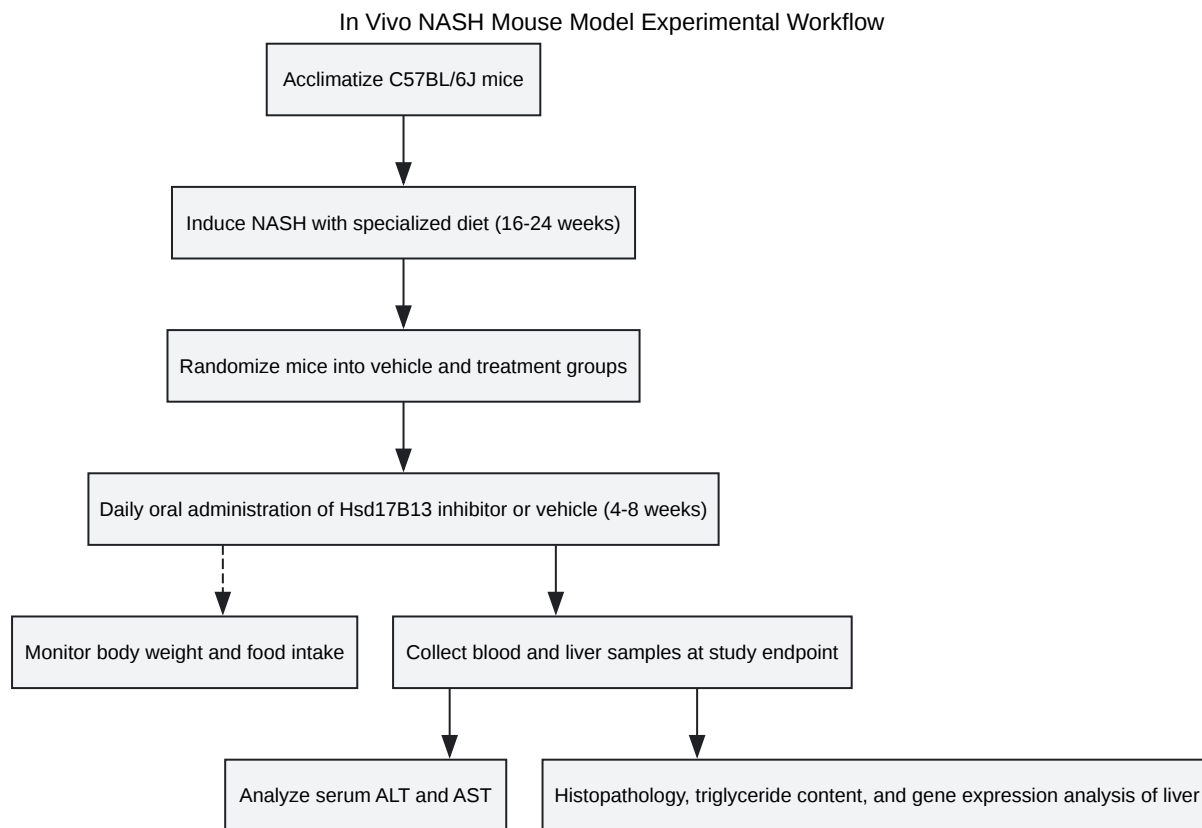 In Vivo NASH Mouse Model Experimental Workflow
Acclimatize C57BL/6J mice
Induce NASH with specialized diet (16-24 weeks)
Randomize mice into vehicle and treatment groups
Daily oral administration of Hsd17B13 inhibitor or vehicle (4-8 weeks)
Monitor body weight and food intake
Collect blood and liver samples at study endpoint
Analyze serum ALT and AST
Histopathology, triglyceride content, and gene expression analysis of liver